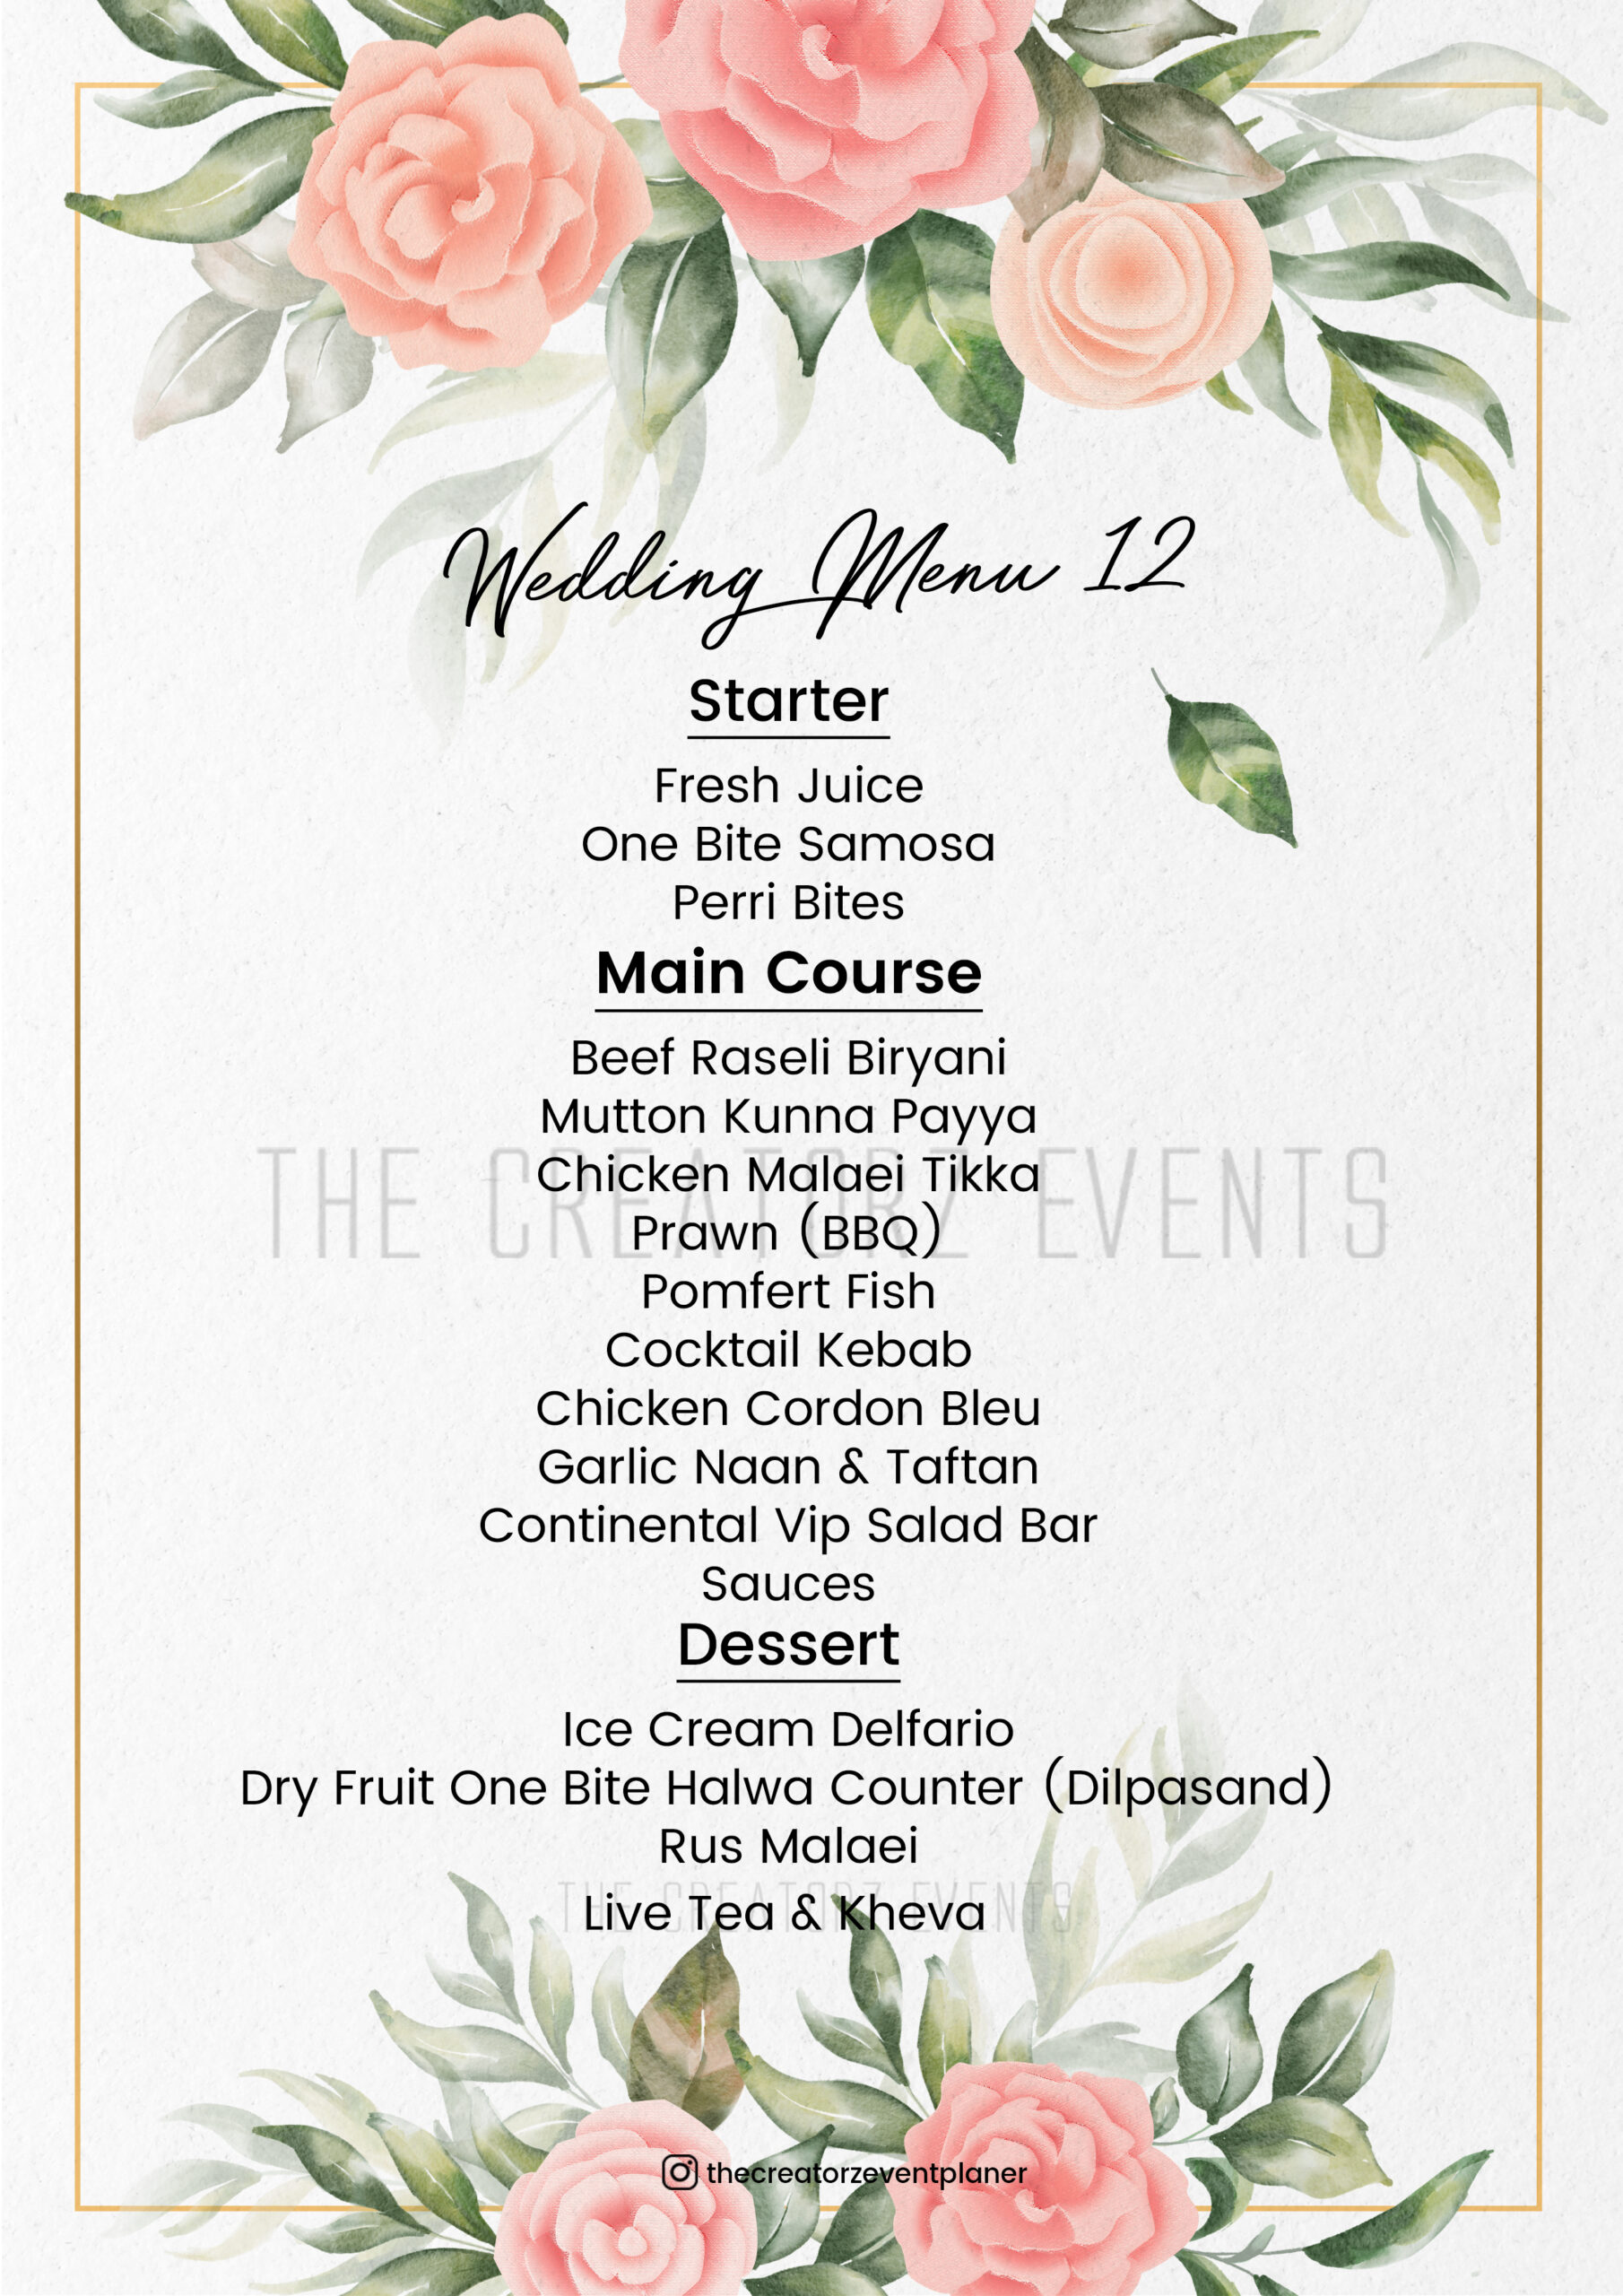 Wedding Menu 12
Starter
Fresh Juice
One Bite Samosa
Perri Bites
Main Course
Beef Raseli Biryani
Mutton Kunna Payya
Chicken Malaei Tikka
THE CREATORZ EVENTS
Prawn (BBQ)
Pomfert Fish
Cocktail Kebab
Chicken Cordon Bleu
Garlic Naan & Taftan
Continental Vip Salad Bar
Sauces
Dessert
Ice Cream Delfario
Dry Fruit One Bite Halwa Counter (Dilpasand)
Rus Malaei
THE CREATORZ EVENTS
Live Tea & Kheva
thecreatorzeventplaner